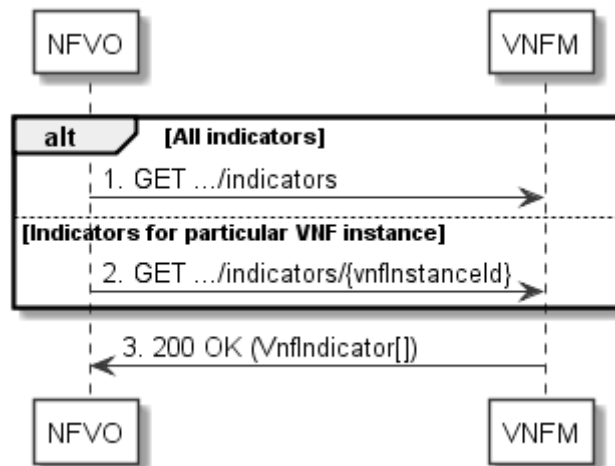 NFVO VNFM
alt [All indicators]
1. GET .../indicators
[Indicators for particular VNF instance]
2. GET .../indicators/{vnfInstanceId}
3. 200 OK (VnfIndicator[])
NFVO VNFM